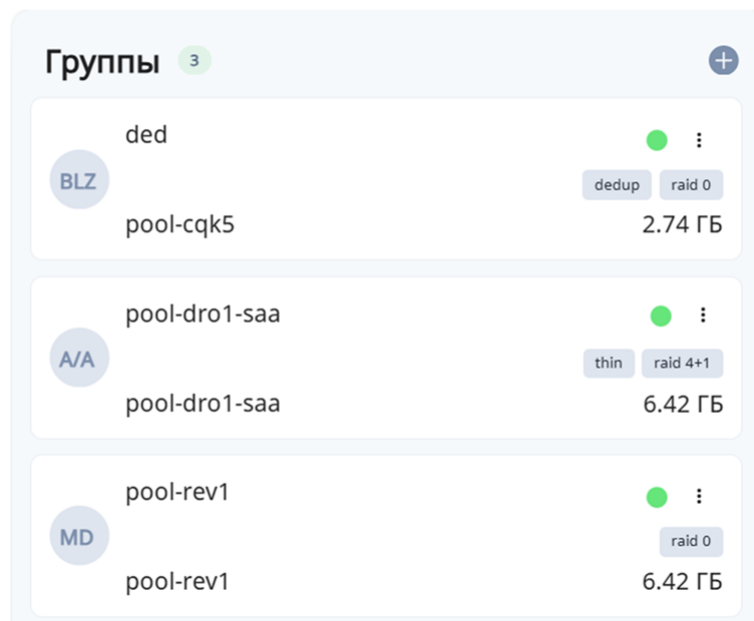 Группы 3
ded
BLZ
dedup raid 0
pool-cqk5 2.74 ГБ
pool-dro1-saa
A/A
thin raid 4+1
pool-dro1-saa 6.42 ГБ
pool-rev1
MD
raid 0
pool-rev1 6.42 ГБ